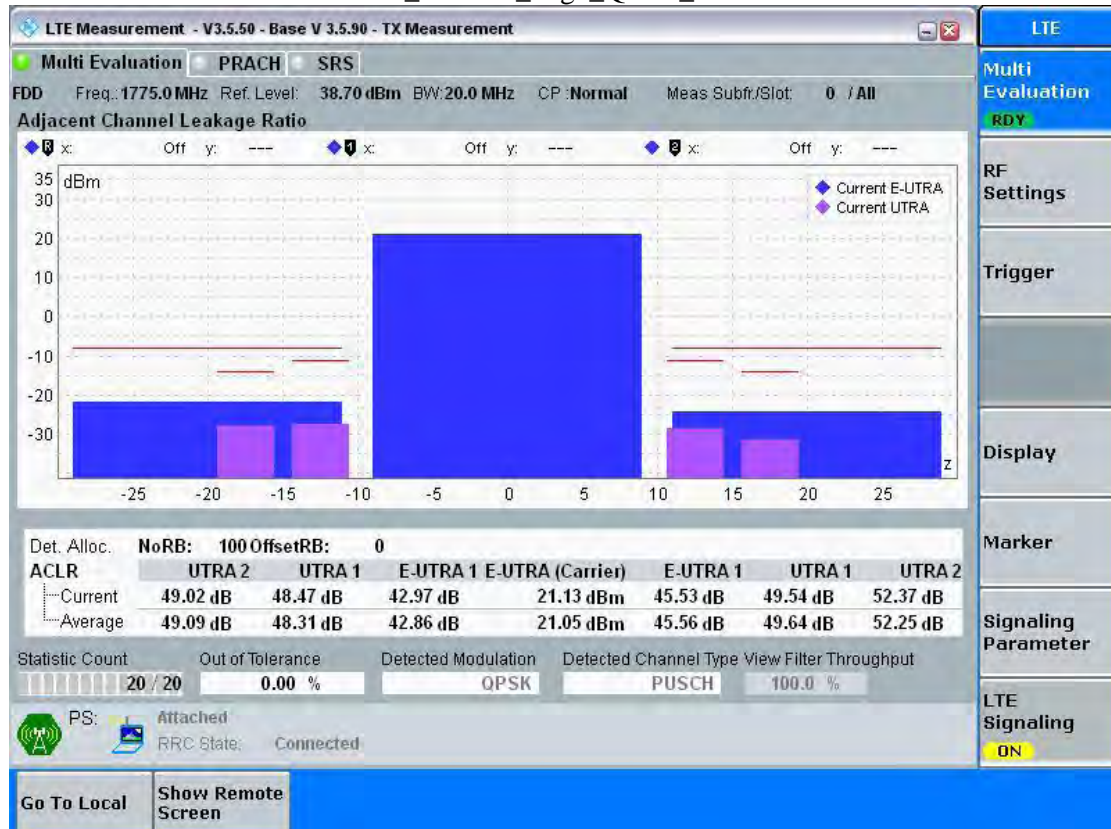 LTE Measurement - V3.5.50 - Base V 3.5.90 - TX Measurement
LTE
Multi Evaluation PRACH SRS
Multi Evaluation
RDY
FDD Freq.:1775.0 MHz Ref. Level: 38.70 dBm BW:20.0 MHz CP :Normal Meas Subfr./Slot: 0 / All
Adjacent Channel Leakage Ratio
R x: Off y: --- 1 x: Off y: --- 2 x: Off y: ---
dBm
Current E-UTRA
Current UTRA
35
30
20
10
0
-10
-20
-30
z
-25 -20 -15 -10 -5 0 5 10 15 20 25
RF Settings
Trigger
Display
Marker
Signaling Parameter
LTE Signaling
ON
Det. Alloc. NoRB: 100 OffsetRB: 0
ACLR UTRA 2 UTRA 1 E-UTRA 1 E-UTRA (Carrier) E-UTRA 1 UTRA 1 UTRA 2
Current 49.02 dB 48.47 dB 42.97 dB 21.13 dBm 45.53 dB 49.54 dB 52.37 dB
Average 49.09 dB 48.31 dB 42.86 dB 21.05 dBm 45.56 dB 49.64 dB 52.25 dB
Statistic Count Out of Tolerance Detected Modulation Detected Channel Type View Filter Throughput
20 / 20 0.00 % QPSK PUSCH 100.0 %
PS: Attached
RRC State: Connected
Go To Local
Show Remote Screen